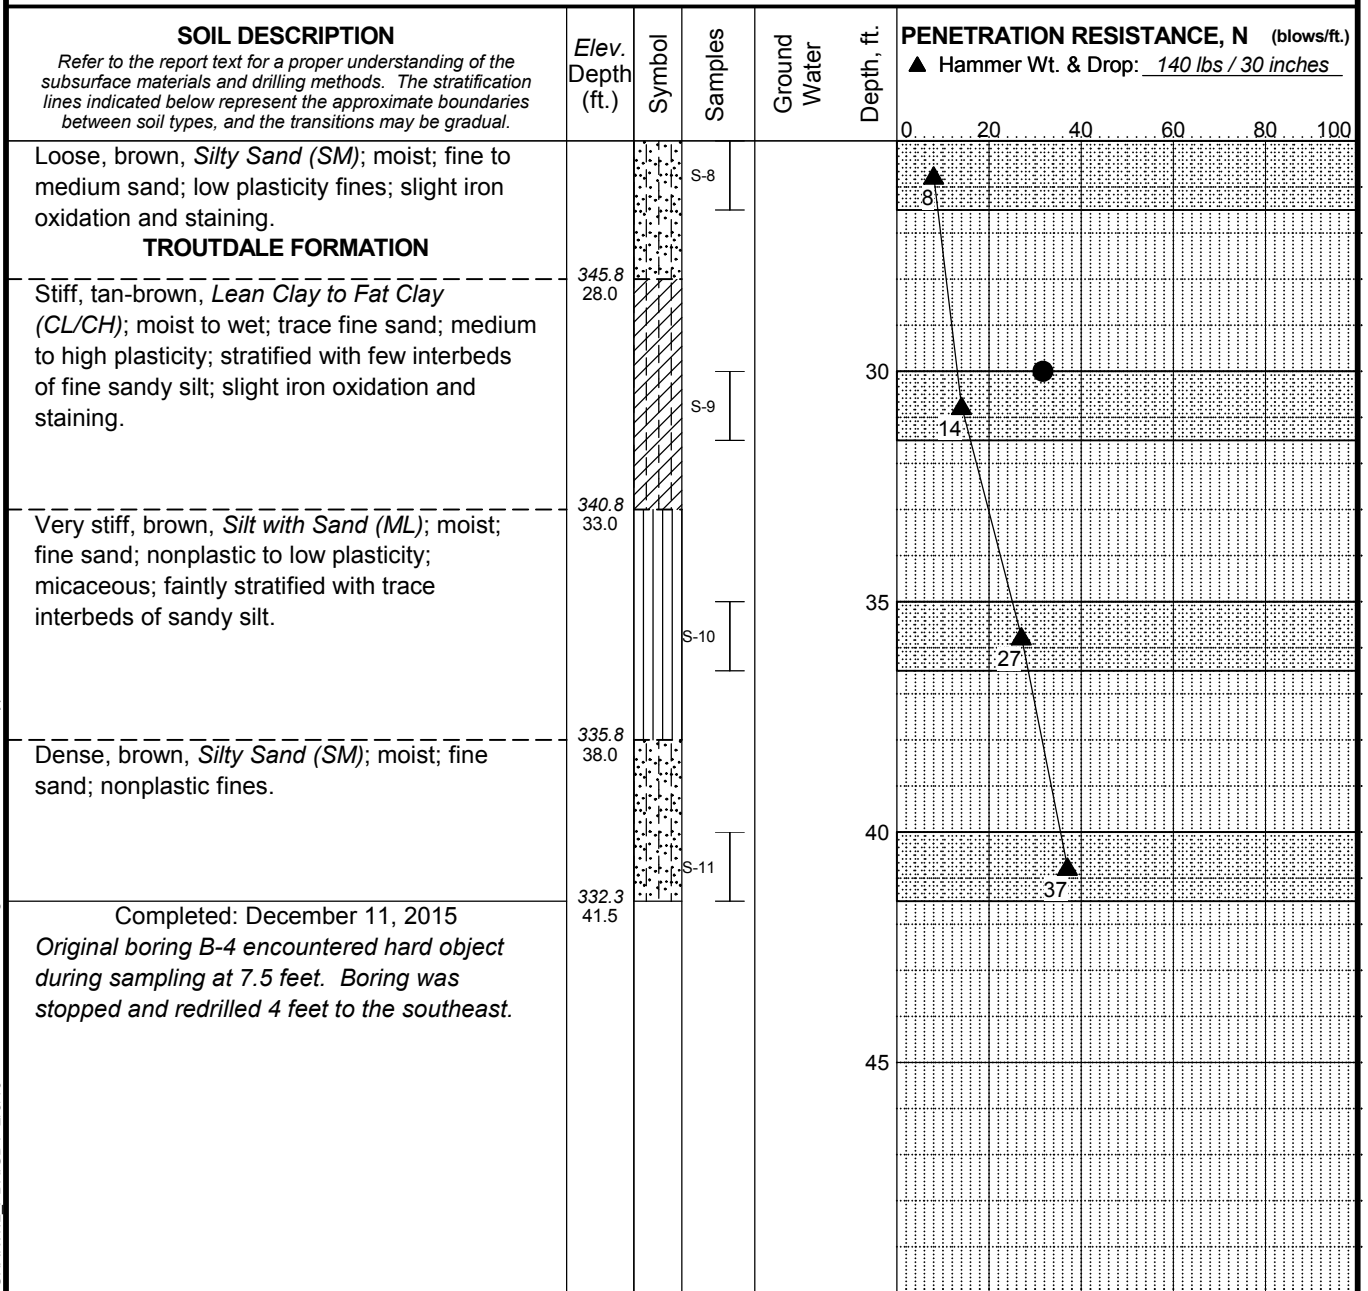 SOIL DESCRIPTION
Refer to the report text for a proper understanding of the
subsurface materials and drilling methods. The stratification
lines indicated below represent the approximate boundaries
between soil types, and the transitions may be gradual.
Elev.
Depth
(ft.)
Symbol
Samples
Ground
Water
Depth, ft.
PENETRATION RESISTANCE, N (blows/ft.)
▲ Hammer Wt. & Drop: 140 lbs / 30 inches
0 20 40 60 80 100
Loose, brown, Silty Sand (SM); moist; fine to
medium sand; low plasticity fines; slight iron
oxidation and staining.
TROUTDALE FORMATION
S-8
8
345.8
28.0
Stiff, tan-brown, Lean Clay to Fat Clay
(CL/CH); moist to wet; trace fine sand; medium
to high plasticity; stratified with few interbeds
of fine sandy silt; slight iron oxidation and
staining.
S-9
30
14
340.8
33.0
Very stiff, brown, Silt with Sand (ML); moist;
fine sand; nonplastic to low plasticity;
micaceous; faintly stratified with trace
interbeds of sandy silt.
S-10
35
27
335.8
38.0
Dense, brown, Silty Sand (SM); moist; fine
sand; nonplastic fines.
S-11
40
37
332.3
41.5
Completed: December 11, 2015
Original boring B-4 encountered hard object
during sampling at 7.5 feet. Boring was
stopped and redrilled 4 feet to the southeast.
45